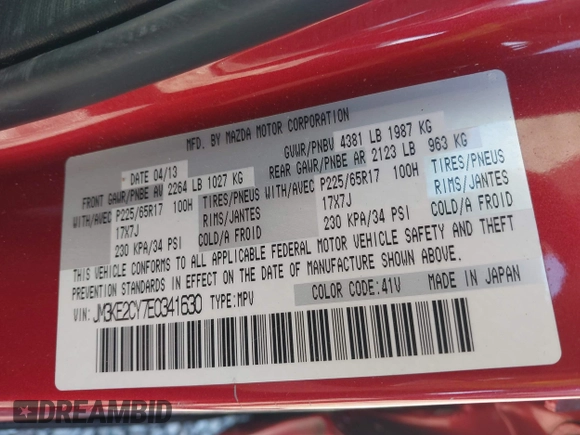 MFD. BY MAZDA MOTOR CORPORATION
DATE 04/13
GVWR/PNBV 4381 LB 1987 KG
FRONT GAWR/PNBE AV 2264 LB 1027 KG
REAR GAWR/PNBE AR 2123 LB 963 KG
WITH/AVEC P225/65R17 100H TIRES/PNEUS
WITH/AVEC P225/65R17 100H TIRES/PNEUS
17X7J RIMS/JANTES
17X7J RIMS/JANTES
230 KPA/34 PSI COLD/A FROID
230 KPA/34 PSI COLD/A FROID
THIS VEHICLE CONFORMS TO ALL APPLICABLE FEDERAL MOTOR VEHICLE SAFETY AND THEFT
PREVENTION STANDARDS IN EFFECT ON THE DATE OF MANUFACTURE SHOWN ABOVE.
VIN: JM3KE2CY7E0341630 TYPE: MPV
COLOR CODE: 41V MADE IN JAPAN
DREAMBID